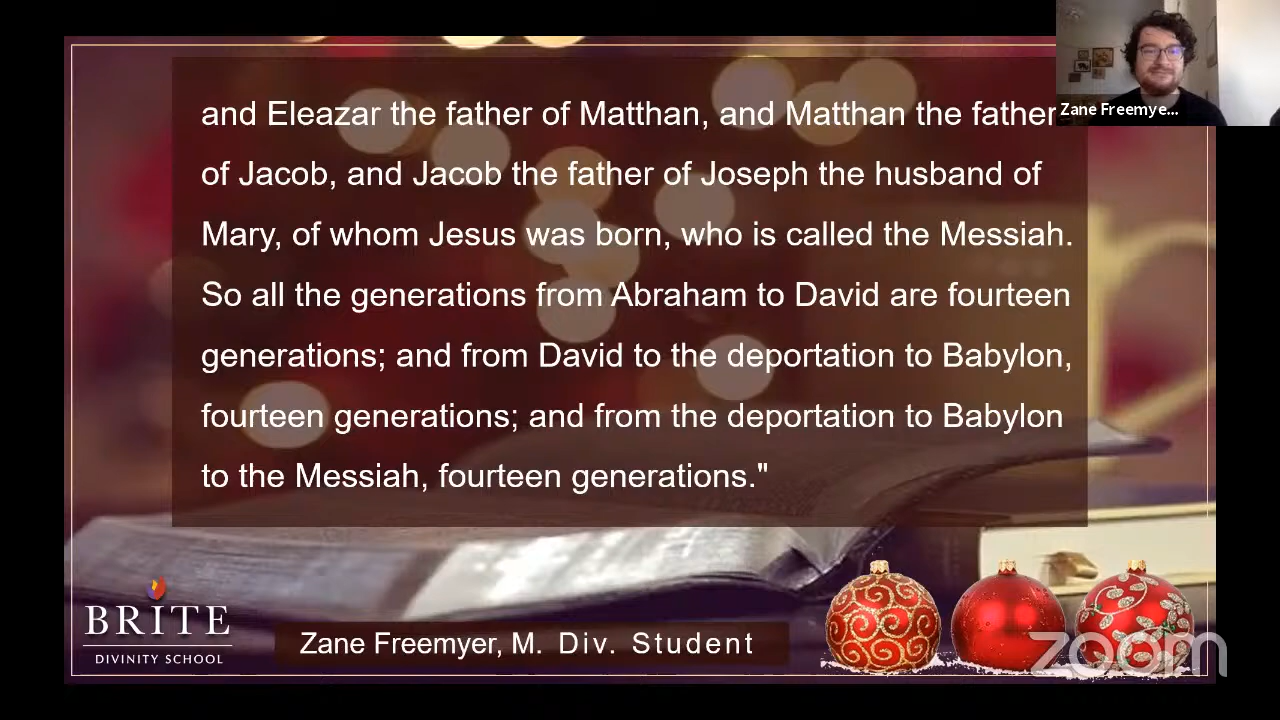 and Eleazar the father of Matthan, and Matthan the father
of Jacob, and Jacob the father of Joseph the husband of
Mary, of whom Jesus was born, who is called the Messiah.
So all the generations from Abraham to David are fourteen
generations; and from David to the deportation to Babylon,
fourteen generations; and from the deportation to Babylon
to the Messiah, fourteen generations."
Zane Freemye...
BRITE
DIVINITY SCHOOL
Zane Freemyer, M. Div. Student
zoom